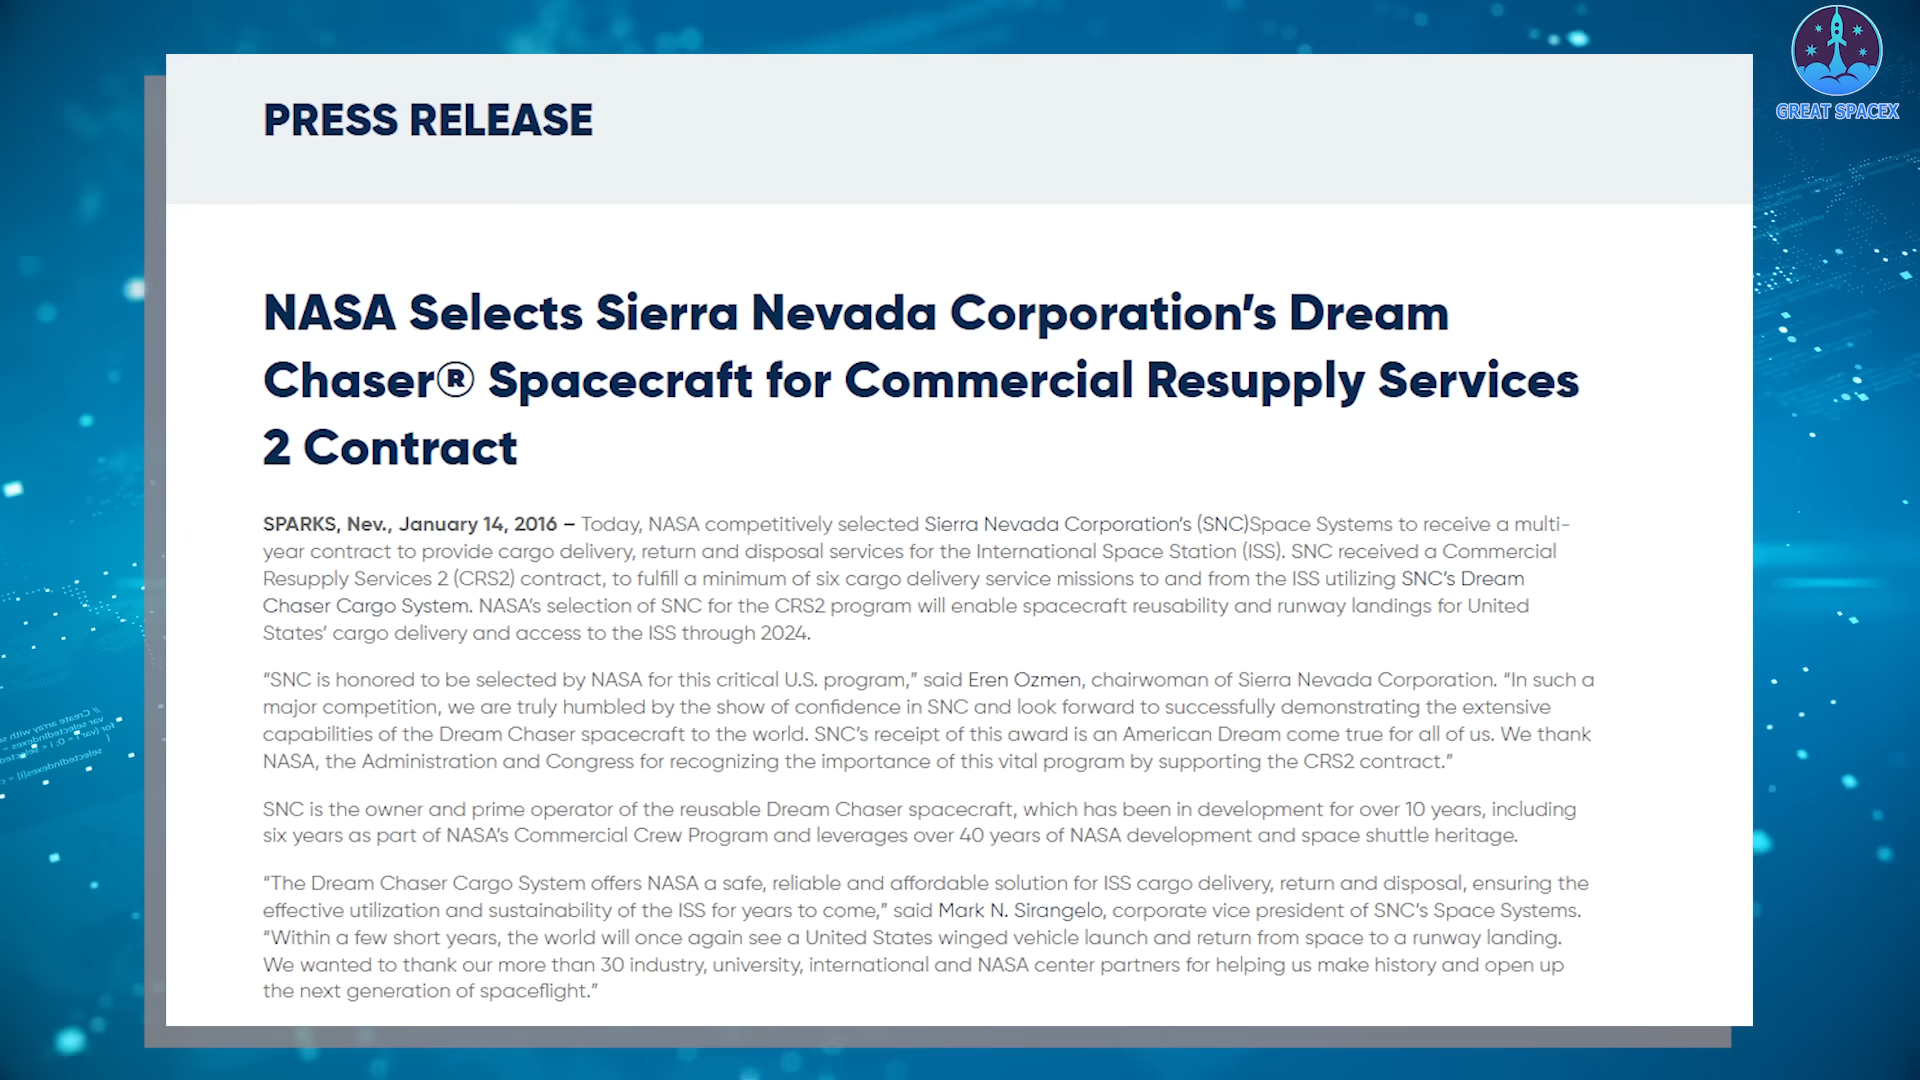 GREAT SPACEX
PRESS RELEASE
NASA Selects Sierra Nevada Corporation's Dream
Chaser® Spacecraft for Commercial Resupply Services
2 Contract
SPARKS, Nev., January 14, 2016 – Today, NASA competitively selected Sierra Nevada Corporation's (SNC)Space Systems to receive a multi-
year contract to provide cargo delivery, return and disposal services for the International Space Station (ISS). SNC received a Commercial
Resupply Services 2 (CRS2) contract, to fulfill a minimum of six cargo delivery service missions to and from the ISS utilizing SNC's Dream
Chaser Cargo System. NASA's selection of SNC for the CRS2 program will enable spacecraft reusability and runway landings for United
States' cargo delivery and access to the ISS through 2024.
"SNC is honored to be selected by NASA for this critical U.S. program," said Eren Ozmen, chairwoman of Sierra Nevada Corporation. "In such a
major competition, we are truly humbled by the show of confidence in SNC and look forward to successfully demonstrating the extensive
capabilities of the Dream Chaser spacecraft to the world. SNC's receipt of this award is an American Dream come true for all of us. We thank
NASA, the Administration and Congress for recognizing the importance of this vital program by supporting the CRS2 contract."
SNC is the owner and prime operator of the reusable Dream Chaser spacecraft, which has been in development for over 10 years, including
six years as part of NASA's Commercial Crew Program and leverages over 40 years of NASA development and space shuttle heritage.
"The Dream Chaser Cargo System offers NASA a safe, reliable and affordable solution for ISS cargo delivery, return and disposal, ensuring the
effective utilization and sustainability of the ISS for years to come," said Mark N. Sirangelo, corporate vice president of SNC's Space Systems.
"Within a few short years, the world will once again see a United States winged vehicle launch and return from space to a runway landing.
We wanted to thank our more than 30 industry, university, international and NASA center partners for helping us make history and open up
the next generation of spaceflight."